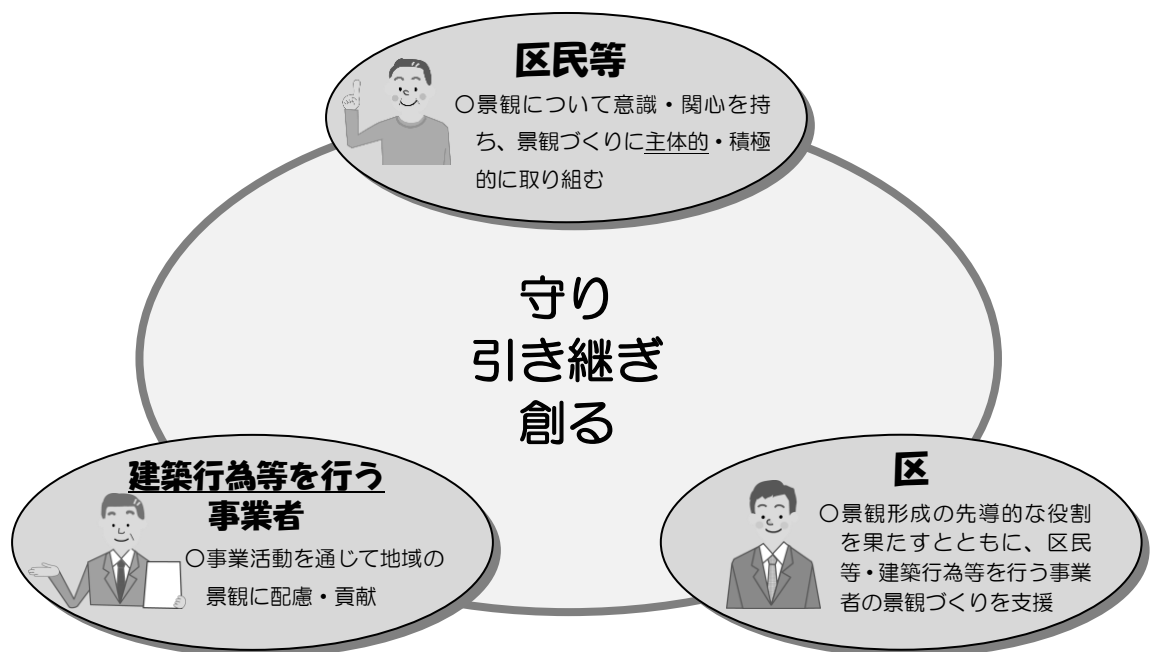 区民等
○景観について意識・関心を持
ち、景観づくりに主体的・積極
的に取り組む
守り
引き継ぎ
創る
建築行為等を行う
事業者
○事業活動を通じて地域の
景観に配慮・貢献
区
○景観形成の先導的な役割
を果たすとともに、区民
等・建築行為等を行う事業
者の景観づくりを支援